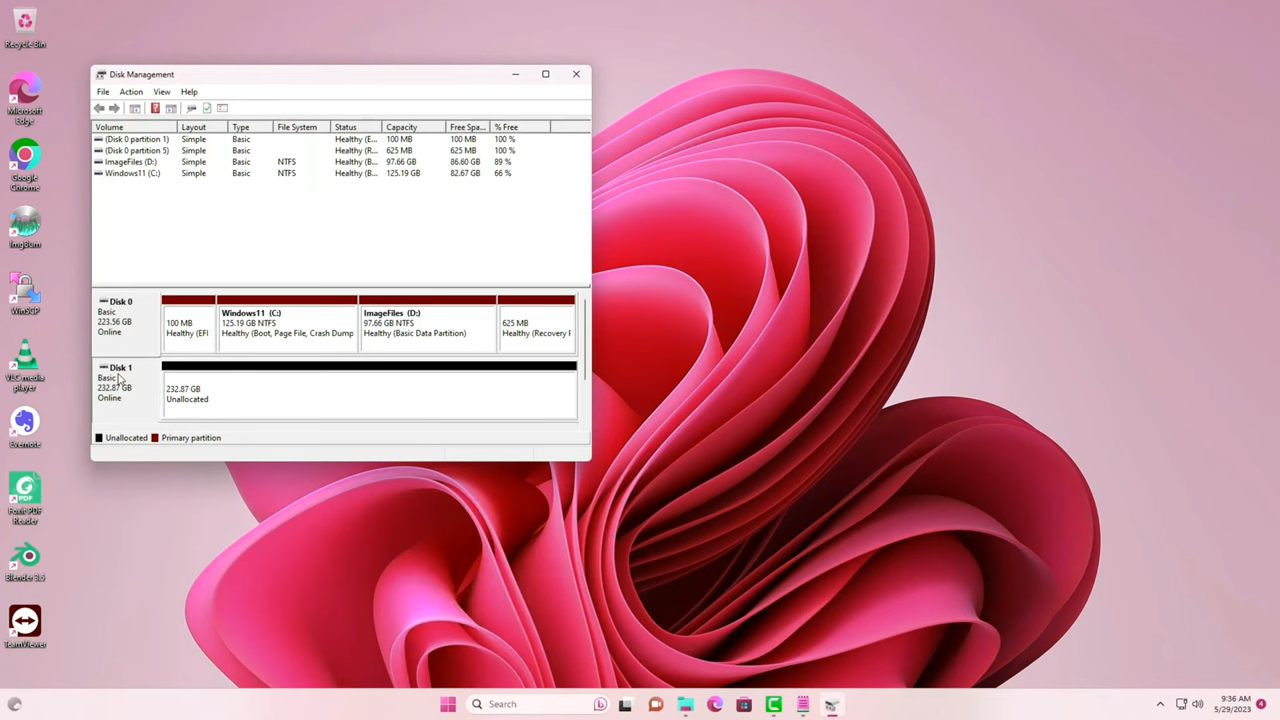 Recycle Bin
Microsoft
Edge
Google
Chrome
ImgBurn
WinSCP
VLC media
player
Evernote
Foxit PDF
Reader
Blender 3.5
TeamViewer
Disk Management
File Action View Help
Volume Layout Type File System Status Capacity Free Spa... % Free
(Disk 0 partition 1) Simple Basic Healthy (E... 100 MB 100 MB 100 %
(Disk 0 partition 5) Simple Basic Healthy (R... 625 MB 625 MB 100 %
ImageFiles (D:) Simple Basic NTFS Healthy (B... 97.66 GB 86.60 GB 89 %
Windows11 (C:) Simple Basic NTFS Healthy (B... 125.19 GB 82.67 GB 66 %
Disk 0
Basic
223.56 GB
Online
100 MB
Healthy (EFI
Windows11 (C:)
125.19 GB NTFS
Healthy (Boot, Page File, Crash Dump
ImageFiles (D:)
97.66 GB NTFS
Healthy (Basic Data Partition)
625 MB
Healthy (Recovery
Disk 1
Basic
232.87 GB
Online
232.87 GB
Unallocated
Unallocated Primary partition
Search
9:36 AM
5/29/2023
4